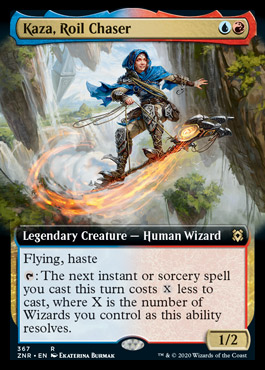 Kaza, Roil Chaser
Legendary Creature — Human Wizard
Flying, haste
: The next instant or sorcery spell
you cast this turn costs X less to
cast, where X is the number of
Wizards you control as this ability
resolves.
1/2
367 R
ZNR • EN Ekaterina Burmak
™ & © 2020 Wizards of the Coast